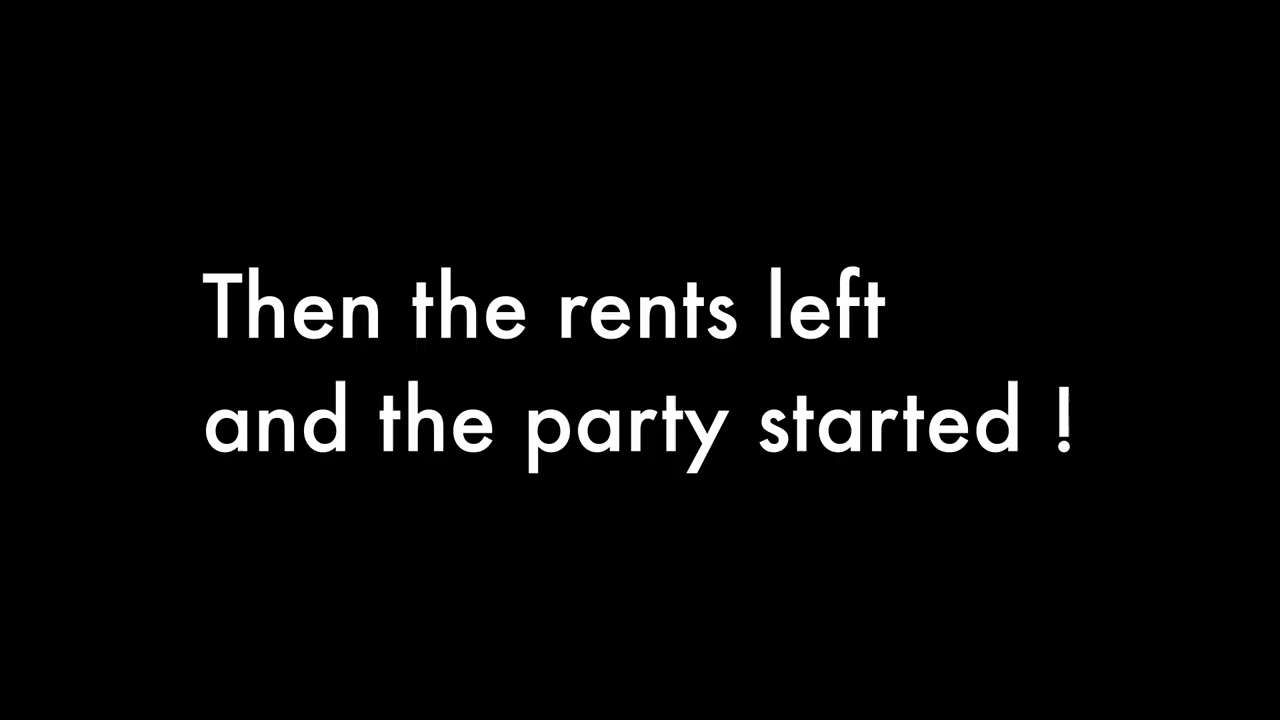 Then the rents left
and the party started !